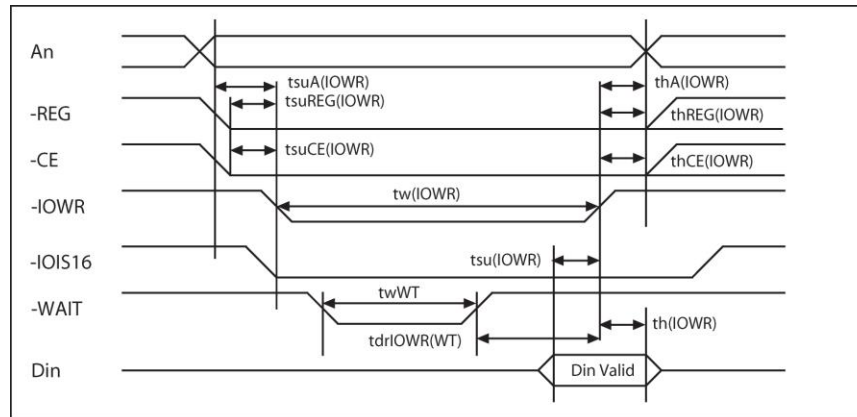 An
tsuA(IOWR)
thA(IOWR)
tsuREG(IOWR)
-REG
thREG(IOWR)
tsuCE(IOWR)
-CE
thCE(IOWR)
tw(IOWR)
-IOWR
tsu(IOWR)
-IOIS16
twWT
-WAIT
th(IOWR)
tdrIOWR(WT)
Din
Din Valid